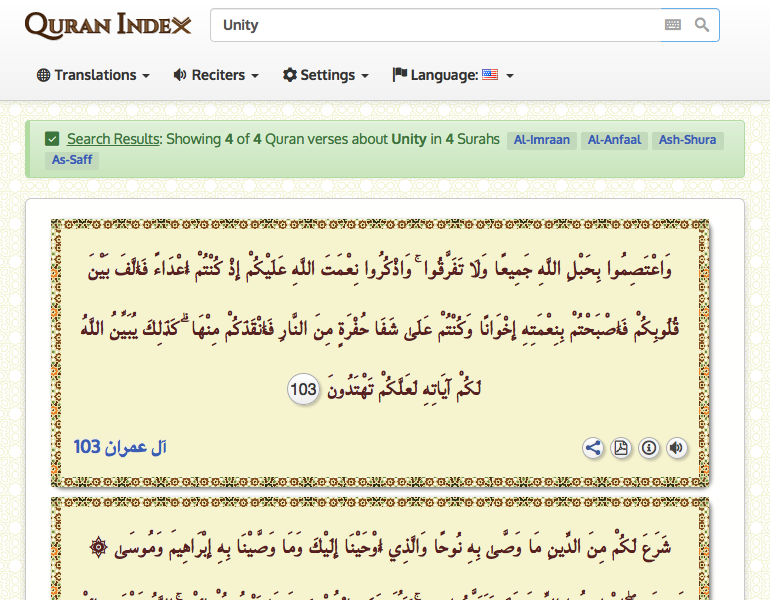 QURAN INDEX
Unity
Translations
Reciters
Settings
Language:
Search Results: Showing 4 of 4 Quran verses about Unity in 4 Surahs Al-Imraan Al-Anfaal Ash-Shura
As-Saff
وَاعْتَصِمُوا بِحَبْلِ اللَّهِ جَمِيعًا وَلَا تَفَرَّقُوا ۚ وَاذْكُرُوا نِعْمَتَ اللَّهِ عَلَيْكُمْ إِذْ كُنْتُمْ أَعْدَاءً فَأَلَّفَ بَيْنَ
قُلُوبِكُمْ فَأَصْبَحْتُمْ بِنِعْمَتِهِ إِخْوَانًا وَكُنْتُمْ عَلَىٰ شَفَا حُفْرَةٍ مِنَ النَّارِ فَأَنْقَذَكُمْ مِنْهَا ۗ كَذَٰلِكَ يُبَيِّنُ اللَّهُ
لَكُمْ آيَاتِهِ لَعَلَّكُمْ تَهْتَدُونَ 103
آل عمران 103
شَرَعَ لَكُمْ مِنَ الدِّينِ مَا وَصَّىٰ بِهِ نُوحًا وَالَّذِي أَوْحَيْنَا إِلَيْكَ وَمَا وَصَّيْنَا بِهِ إِبْرَاهِيمَ وَمُوسَىٰ ۞